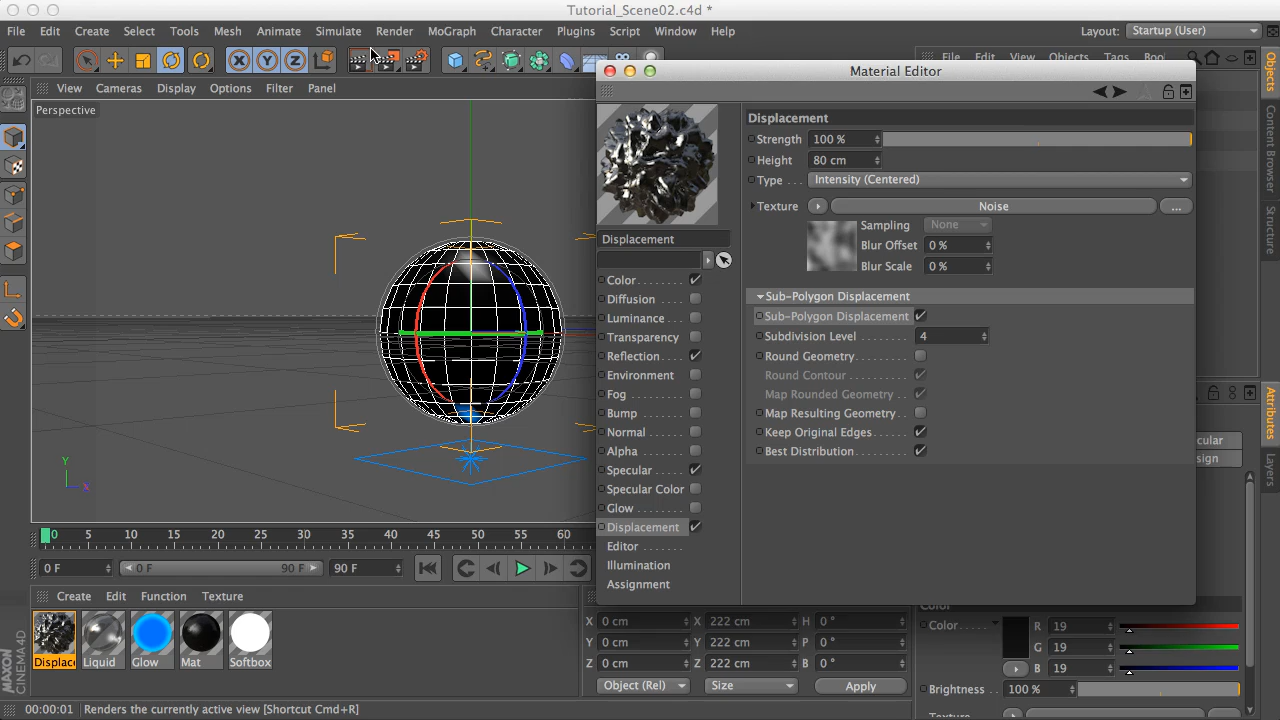 Tutorial_Scene02.c4d *
File Edit Create Select Tools Mesh Animate Simulate Render MoGraph Character Plugins Script Window Help
Layout: Startup (User)
File Edit View Objects Tags
View Cameras Display Options Filter Panel
Perspective
Material Editor
Displacement
Strength 100 %
Height 80 cm
Type . . . Intensity (Centered)
Texture Noise ...
Sampling None
Blur Offset 0 %
Blur Scale 0 %
Sub-Polygon Displacement
Sub-Polygon Displacement
Subdivision Level 4
Round Geometry
Round Contour
Map Rounded Geometry
Map Resulting Geometry
Keep Original Edges
Best Distribution
Displacement
Color
Diffusion
Luminance
Transparency
Reflection
Environment
Fog
Bump
Normal
Alpha
Specular
Specular Color
Glow
Displacement
Editor
Illumination
Assignment
Objects
Content Browser
Structure
Attributes
Layers
Y
X
0 5 10 15 20 25 30 35 40 45 50 55 60
0 F 0 F 90 F 90 F
Create Edit Function Texture
Displace Liquid Glow Mat Softbox
X 0 cm X 222 cm H 0 °
Y 0 cm Y 222 cm P 0 °
Z 0 cm Z 222 cm B 0 °
Object (Rel) Size Apply
Color
Color R 19
G 19
B 19
Brightness 100 %
Texture
MAXON CINEMA4D
00:00:01 Renders the currently active view [Shortcut Cmd+R]